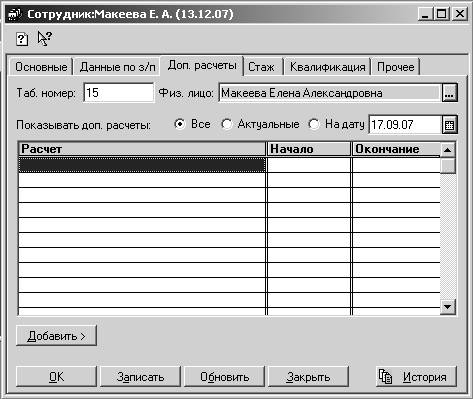 Сотрудник:Макеева Е. А. (13.12.07)
Основные Данные по з/п Доп. расчеты Стаж Квалификация Прочее
Таб. номер: 15 Физ. лицо: Макеева Елена Александровна ...
Показывать доп. расчеты: Все Актуальные На дату 17.09.07
Расчет Начало Окончание
Добавить >
OK Записать Обновить Закрыть История